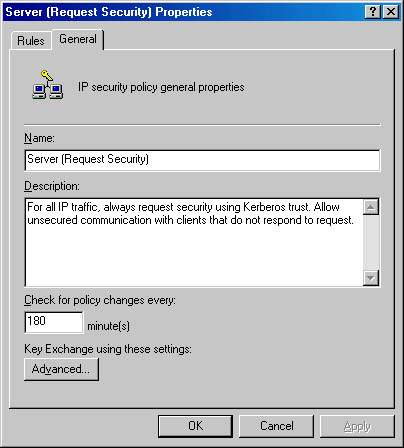 Server (Request Security) Properties
Rules
General
IP security policy general properties
Name:
Server (Request Security)
Description:
For all IP traffic, always request security using Kerberos trust. Allow
unsecured communication with clients that do not respond to request.
Check for policy changes every:
180
minute(s)
Key Exchange using these settings:
Advanced...
OK
Cancel
Apply